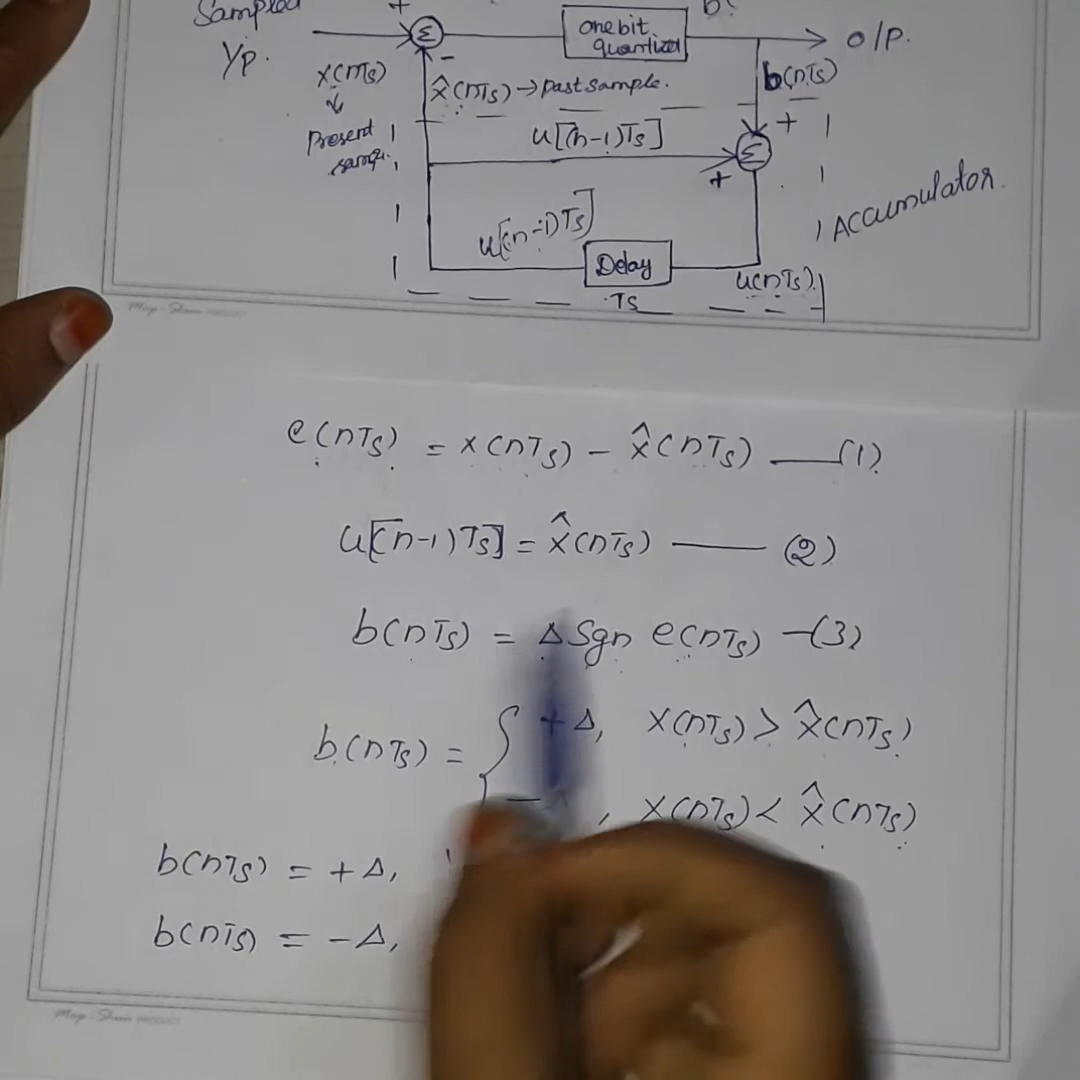 Sampled
Yp.
+
Σ
one bit
quantizer
O/P.
-
x(nTs)
x̂(nTs) → past sample.
b(nTs)
Present
u[(n-1)Ts]
+
Σ
+
Accumulator.
u[(n-1)Ts]
Delay
u(nTs)
Ts
e(nTs) = x(nTs) - x̂(nTs) —(1)
u[(n-1)Ts] = x̂(nTs) — (2)
b(nTs) = Δ Sgn e(nTs) -(3)
b(nTs) = { +Δ, x(nTs) > x̂(nTs)
-Δ, x(nTs) < x̂(nTs)
b(nTs) = +Δ,
b(nTs) = -Δ,